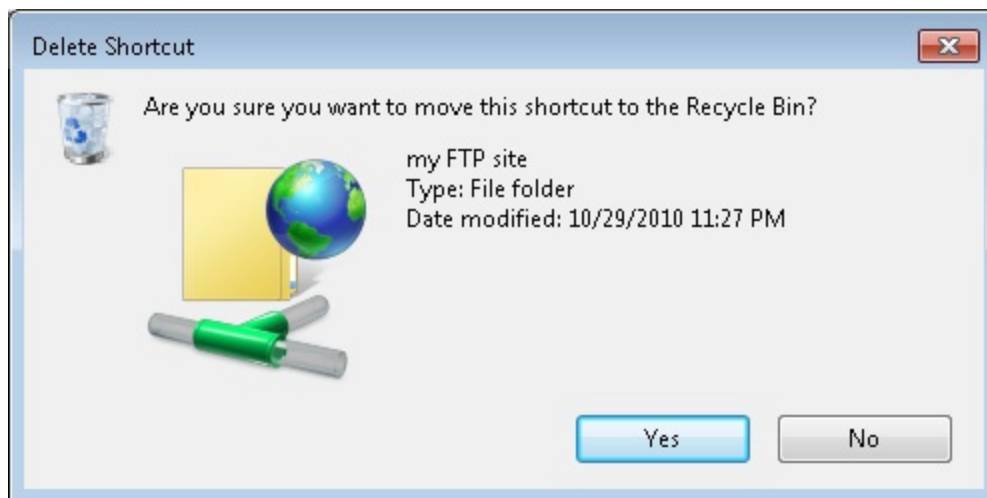 Delete Shortcut
Are you sure you want to move this shortcut to the Recycle Bin?
my FTP site
Type: File folder
Date modified: 10/29/2010 11:27 PM
Yes
No